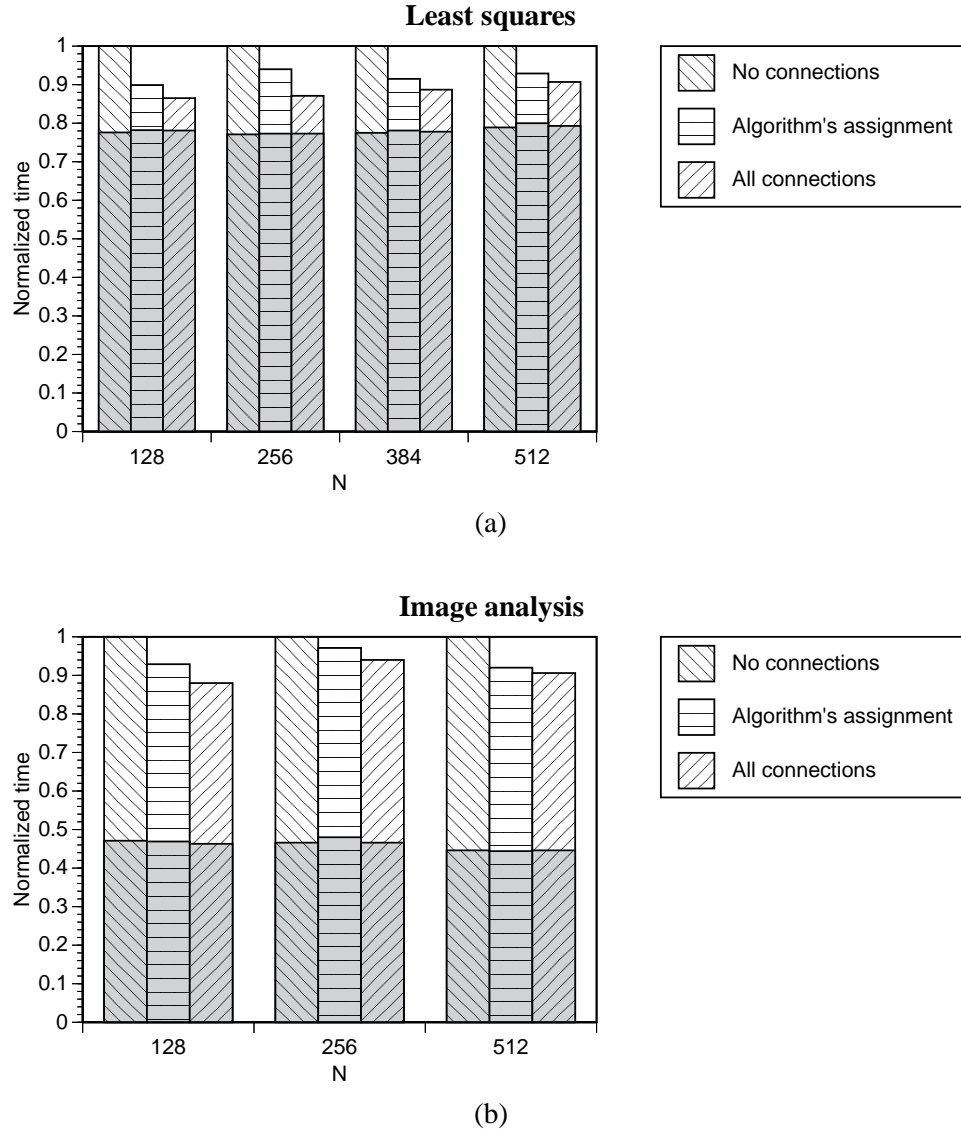 Least squares
1
0.9
0.8
0.7
0.6
0.5
0.4
0.3
0.2
0.1
0
Normalized time
128 256 384 512
N
No connections
Algorithm's assignment
All connections
(a)
Image analysis
1
0.9
0.8
0.7
0.6
0.5
0.4
0.3
0.2
0.1
0
Normalized time
128 256 512
N
No connections
Algorithm's assignment
All connections
(b)